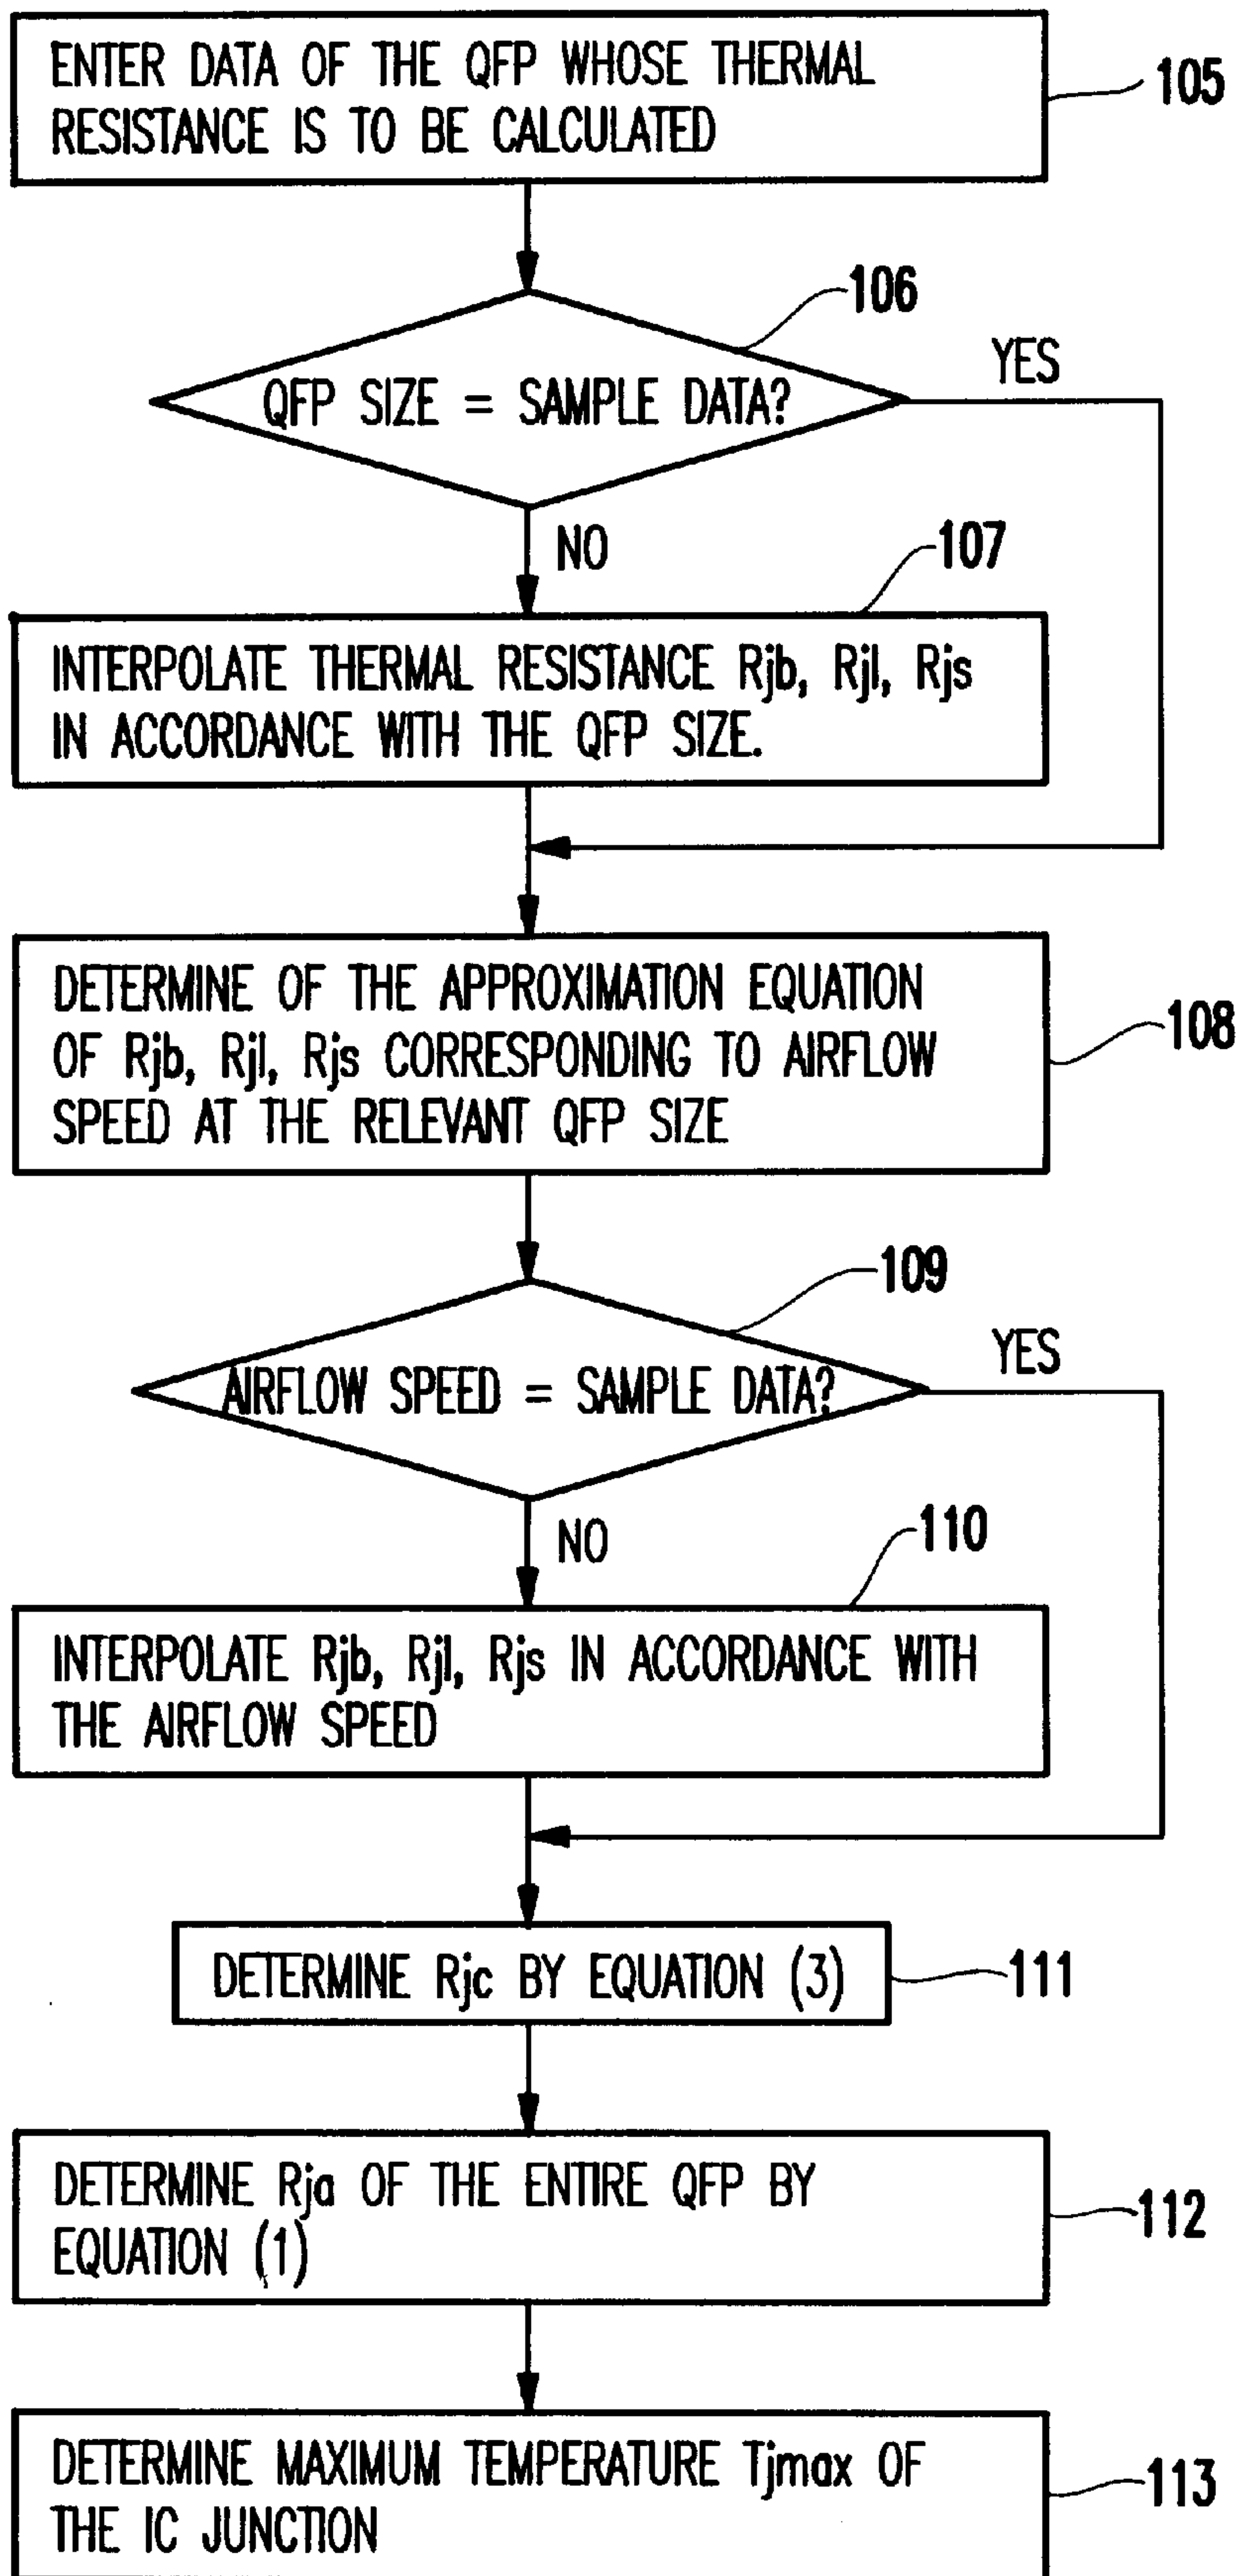 ENTER DATA OF THE QFP WHOSE THERMAL
RESISTANCE IS TO BE CALCULATED
105
106
QFP SIZE = SAMPLE DATA?
YES
NO
107
INTERPOLATE THERMAL RESISTANCE Rjb, Rjl, Rjs
IN ACCORDANCE WITH THE QFP SIZE.
DETERMINE OF THE APPROXIMATION EQUATION
OF Rjb, Rjl, Rjs CORRESPONDING TO AIRFLOW
SPEED AT THE RELEVANT QFP SIZE
108
109
AIRFLOW SPEED = SAMPLE DATA?
YES
NO
110
INTERPOLATE Rjb, Rjl, Rjs IN ACCORDANCE WITH
THE AIRFLOW SPEED
DETERMINE Rjc BY EQUATION (3)
111
DETERMINE Rja OF THE ENTIRE QFP BY
EQUATION (1)
112
DETERMINE MAXIMUM TEMPERATURE Tjmax OF
THE IC JUNCTION
113